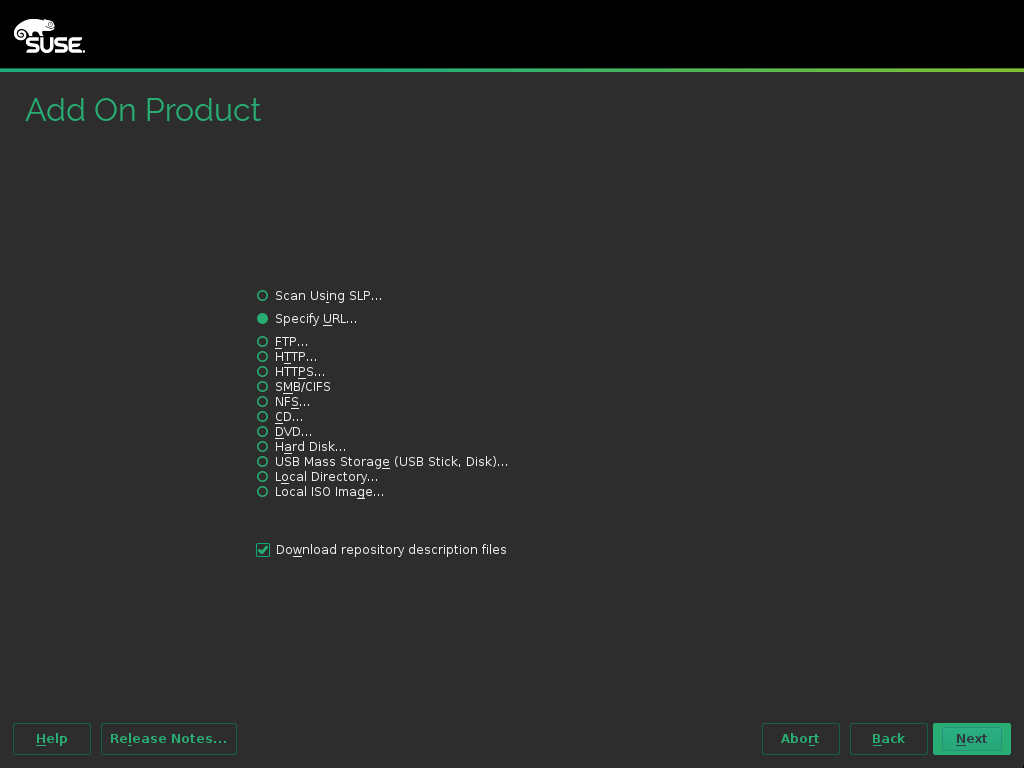 SUSE.
Add On Product
Scan Using SLP...
Specify URL...
FTP...
HTTP...
HTTPS...
SMB/CIFS
NFS...
CD...
DVD...
Hard Disk...
USB Mass Storage (USB Stick, Disk)...
Local Directory...
Local ISO Image...
Download repository description files
Help Release Notes... Abort Back Next